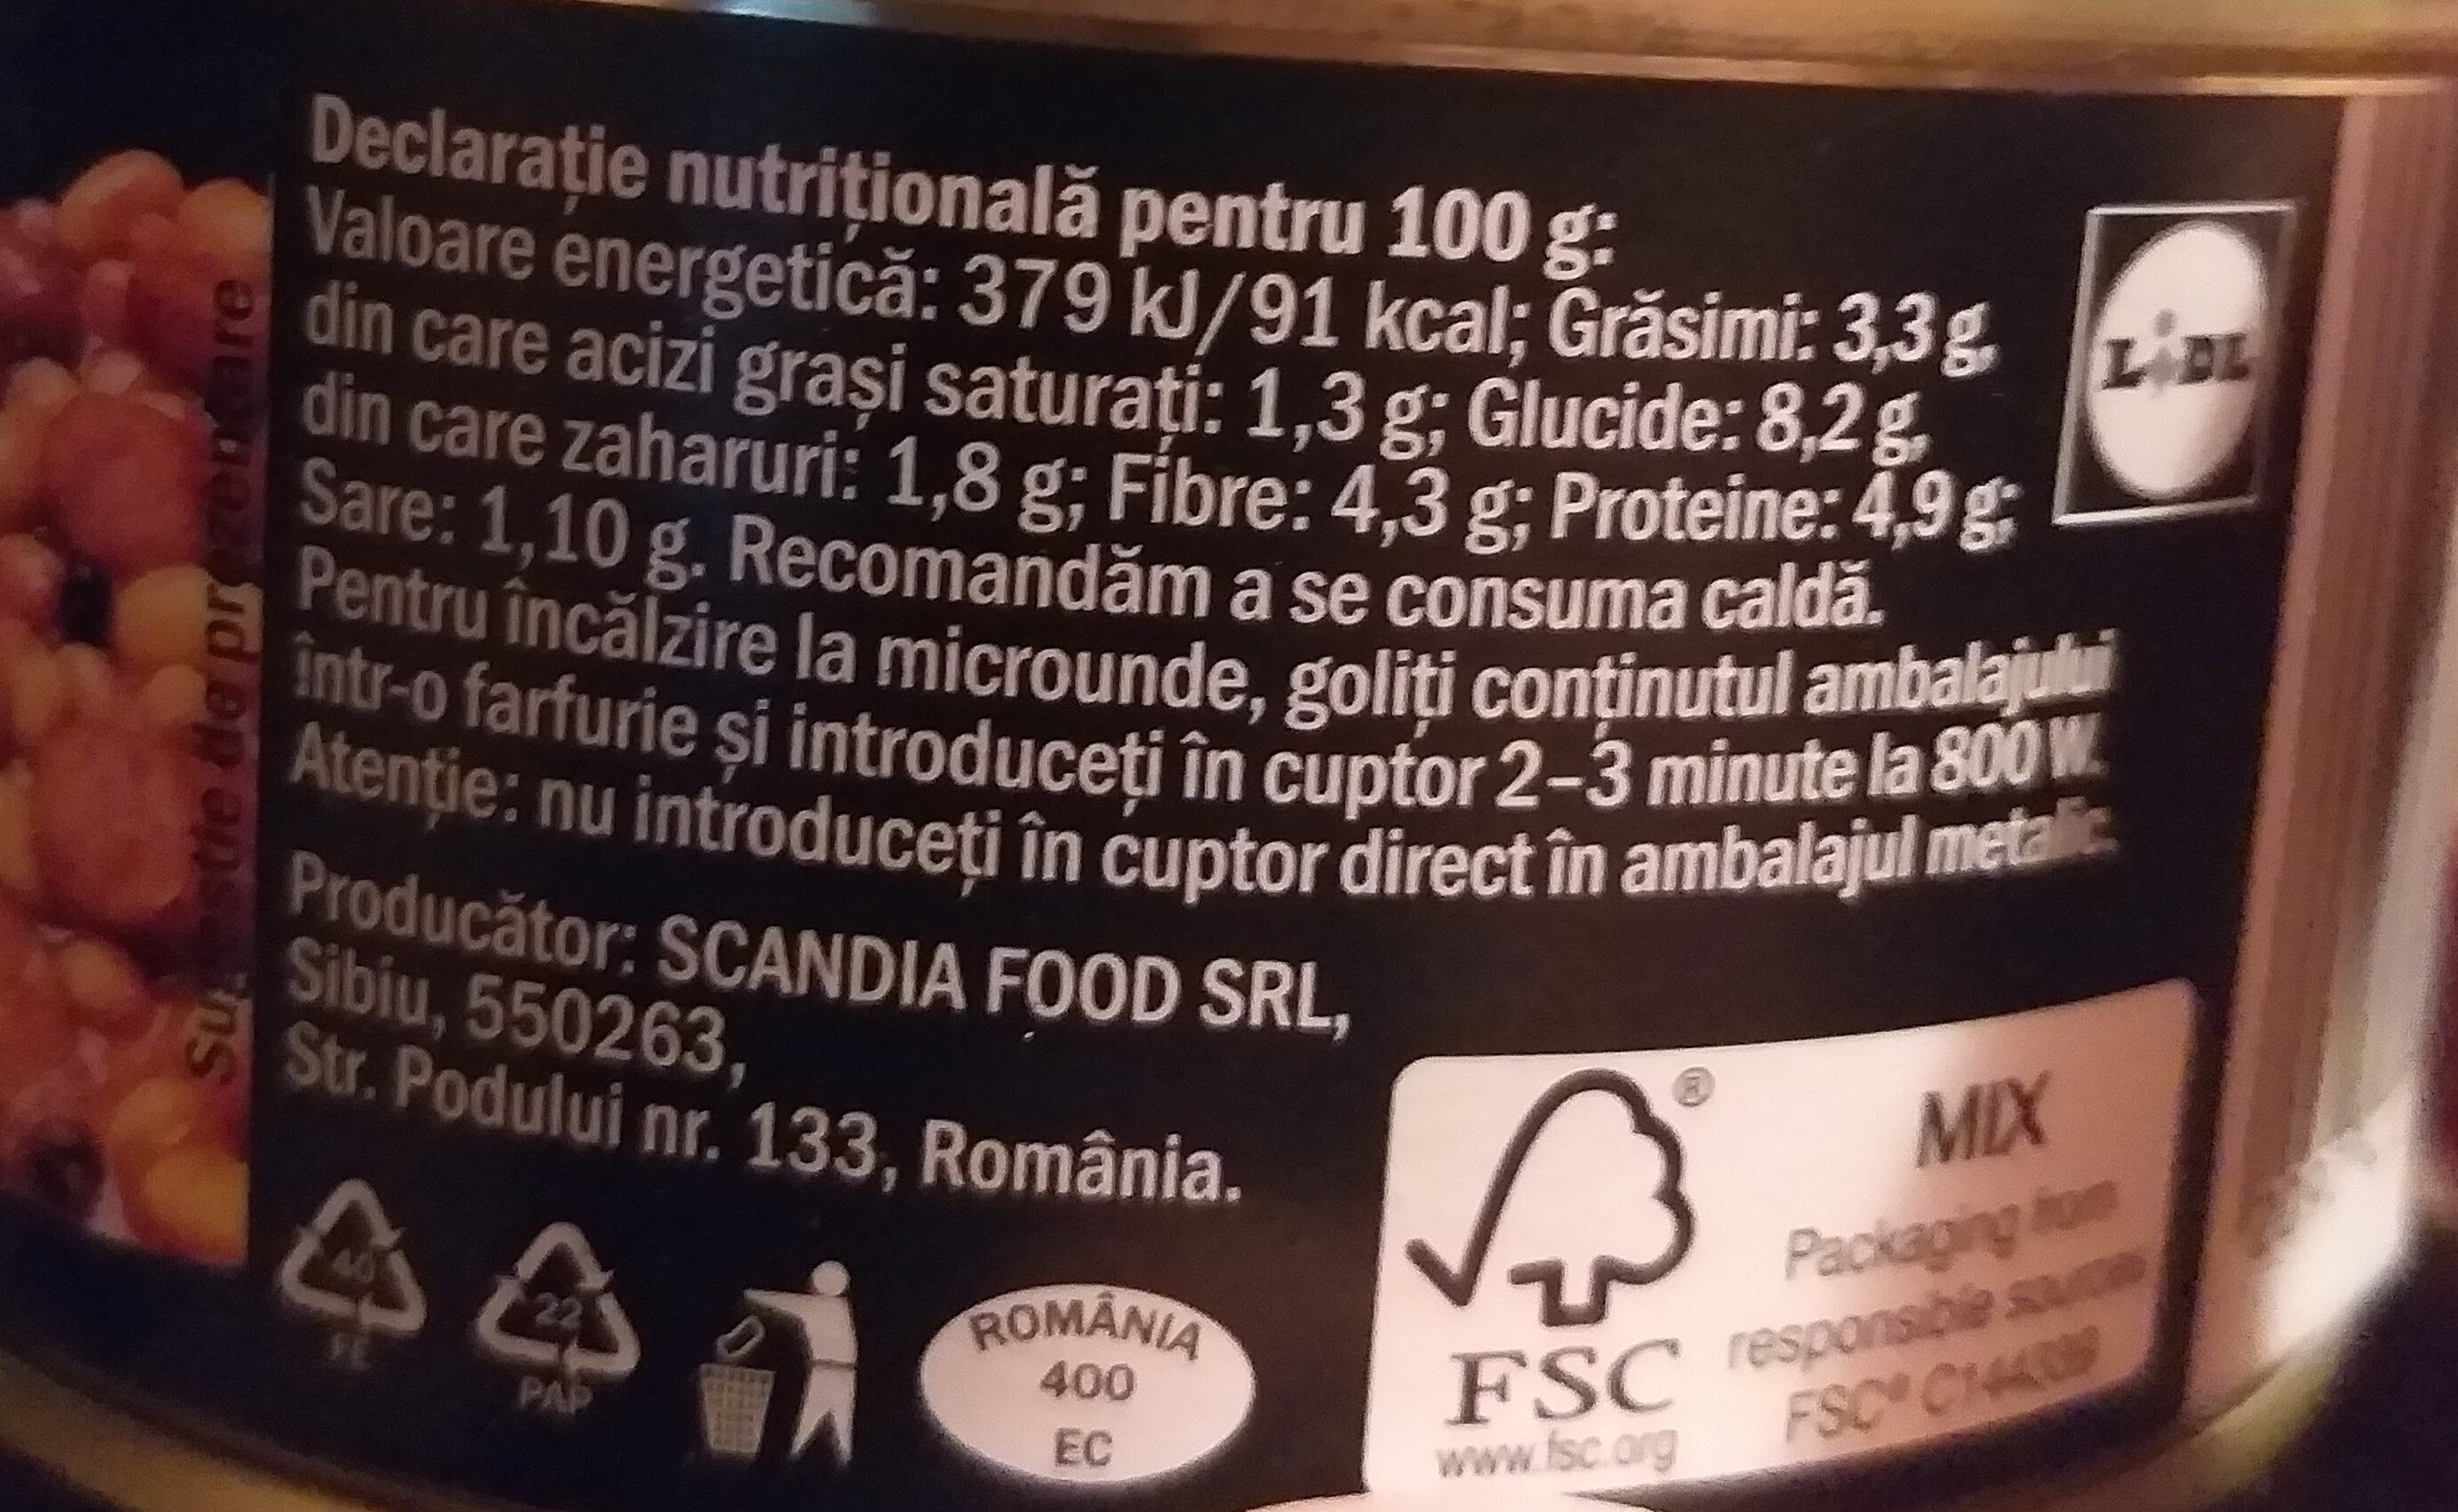 Declarație nutrițională pentru 100 g:
Valoare energetică: 379 kJ/91 kcal; Grăsimi: 3,3 g,
din care acizi grași saturați: 1,3 g; Glucide: 8,2 g,
din care zaharuri: 1,8 g; Fibre: 4,3 g; Proteine: 4,9 g;
Sare: 1,10 g. Recomandăm a se consuma caldă.
Pentru încălzire la microunde, goliți conținutul ambalajului
într-o farfurie și introduceți în cuptor 2–3 minute la 800 W.
Atenție: nu introduceți în cuptor direct în ambalajul metalic.
Producător: SCANDIA FOOD SRL,
Sibiu, 550263,
Str. Podului nr. 133, România.
LIDL
Sugestie de prezentare
40
FE
22
PAP
ROMÂNIA
400
EC
®
FSC
www.fsc.org
MIX
Packaging from
responsible sources
FSC®